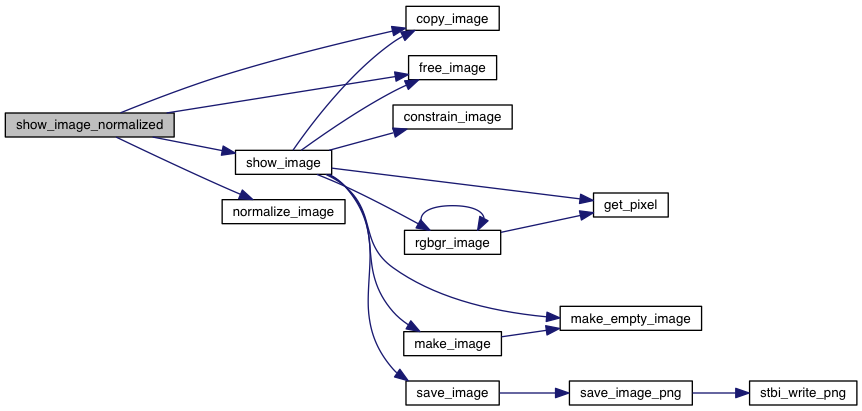 copy_image
free_image
show_image_normalized
constrain_image
show_image
get_pixel
normalize_image
rgbgr_image
make_empty_image
make_image
save_image
save_image_png
stbi_write_png